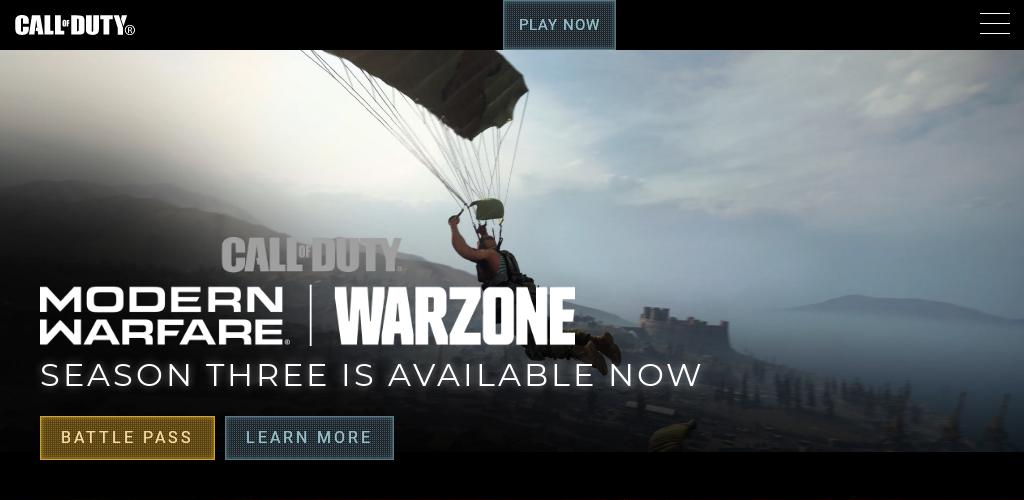 CALL OF DUTY®
PLAY NOW
CALL OF DUTY®
MODERN WARFARE® | WARZONE
SEASON THREE IS AVAILABLE NOW
BATTLE PASS
LEARN MORE